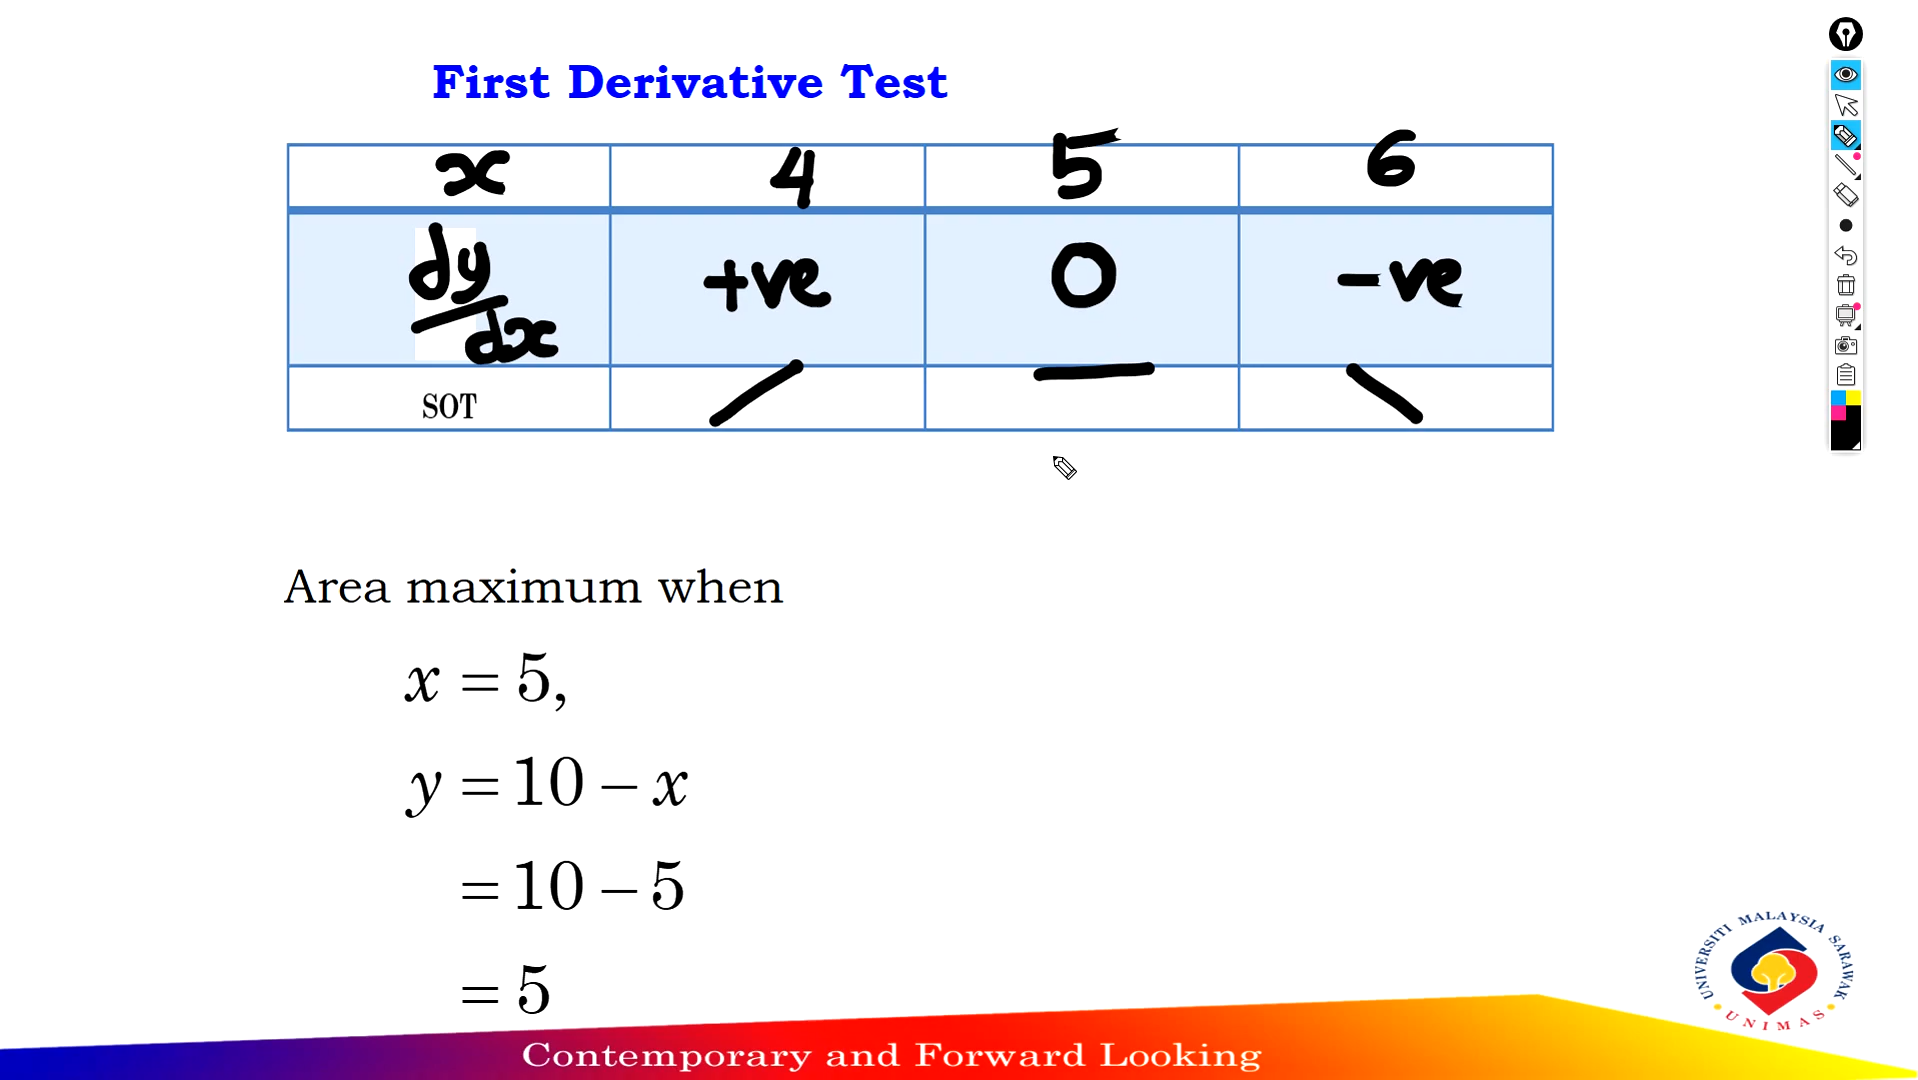 First Derivative Test
x 4 5 6
dy/dx +ve 0 -ve
SOT
Area maximum when
x = 5,
y = 10 − x
= 10 − 5
= 5
UNIVERSITI MALAYSIA SARAWAK
UNIMAS
Contemporary and Forward Looking